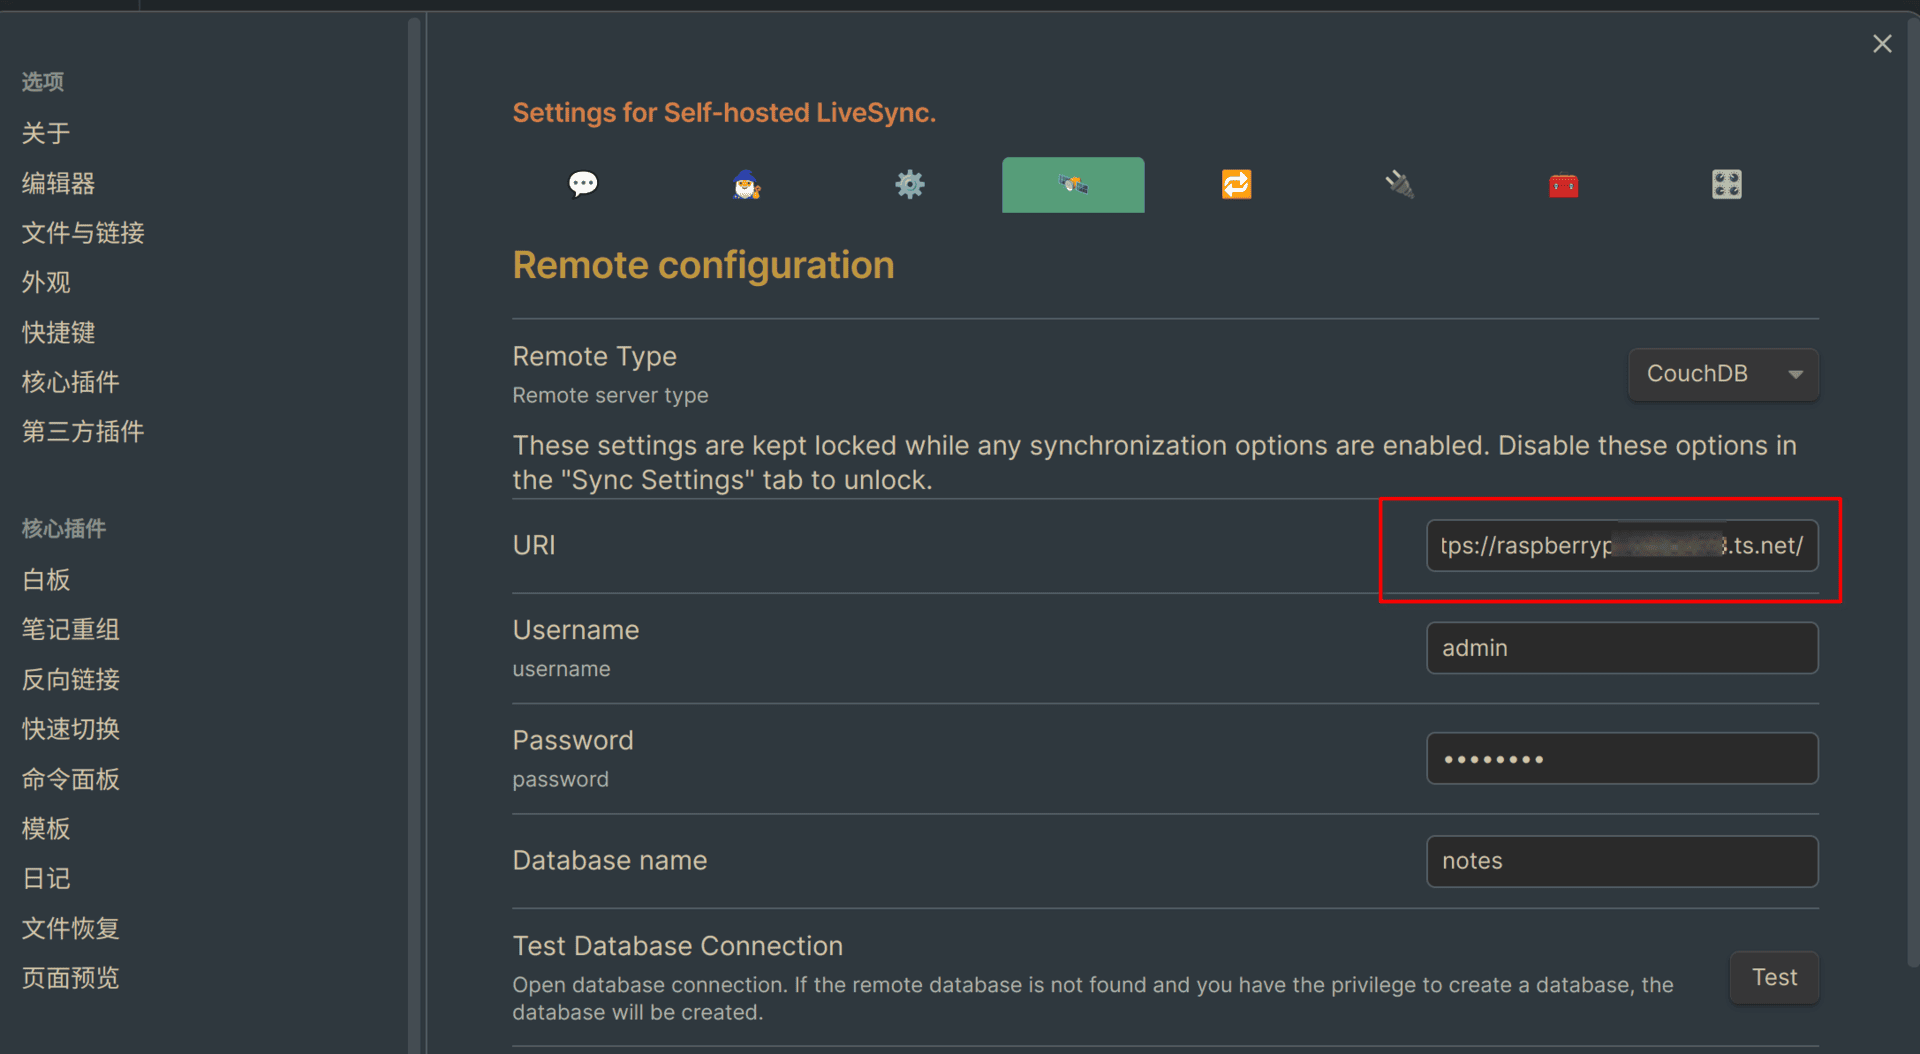 选项
关于
编辑器
文件与链接
外观
快捷键
核心插件
第三方插件
核心插件
白板
笔记重组
反向链接
快速切换
命令面板
模板
日记
文件恢复
页面预览
Settings for Self-hosted LiveSync.
Remote configuration
Remote Type
Remote server type
CouchDB
These settings are kept locked while any synchronization options are enabled. Disable these options in
the "Sync Settings" tab to unlock.
URI
tps://raspberryp .ts.net/
Username
username
admin
Password
password
••••••••
Database name
notes
Test Database Connection
Open database connection. If the remote database is not found and you have the privilege to create a database, the
database will be created.
Test